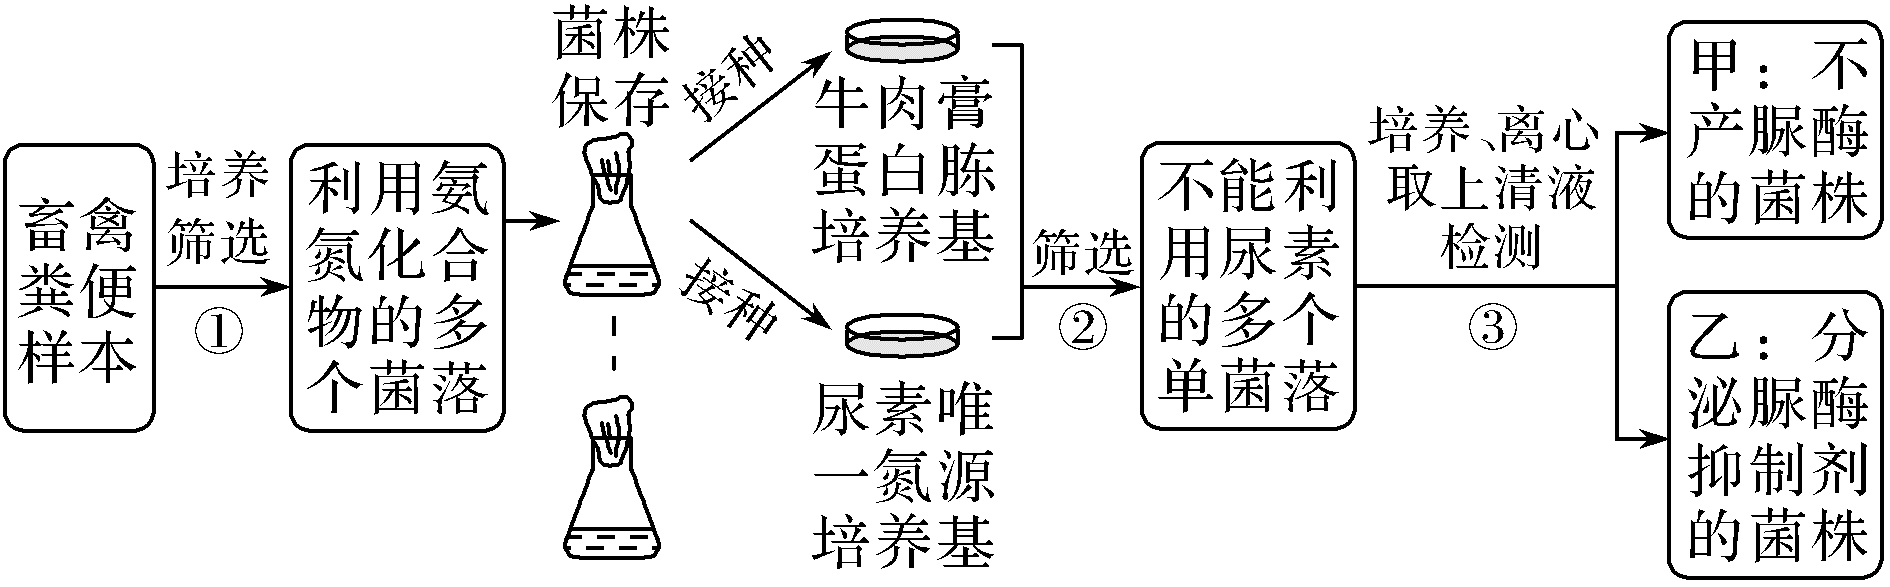 畜禽
粪便
样本
培养
筛选
①
利用氨
氮化合
物的多
个菌落
菌株
保存
接种
接种
牛肉膏
蛋白胨
培养基
尿素唯
一氮源
培养基
筛选
②
不能利
用尿素
的多个
单菌落
培养、离心
取上清液
检测
③
甲：不
产脲酶
的菌株
乙：分
泌脲酶
抑制剂
的菌株